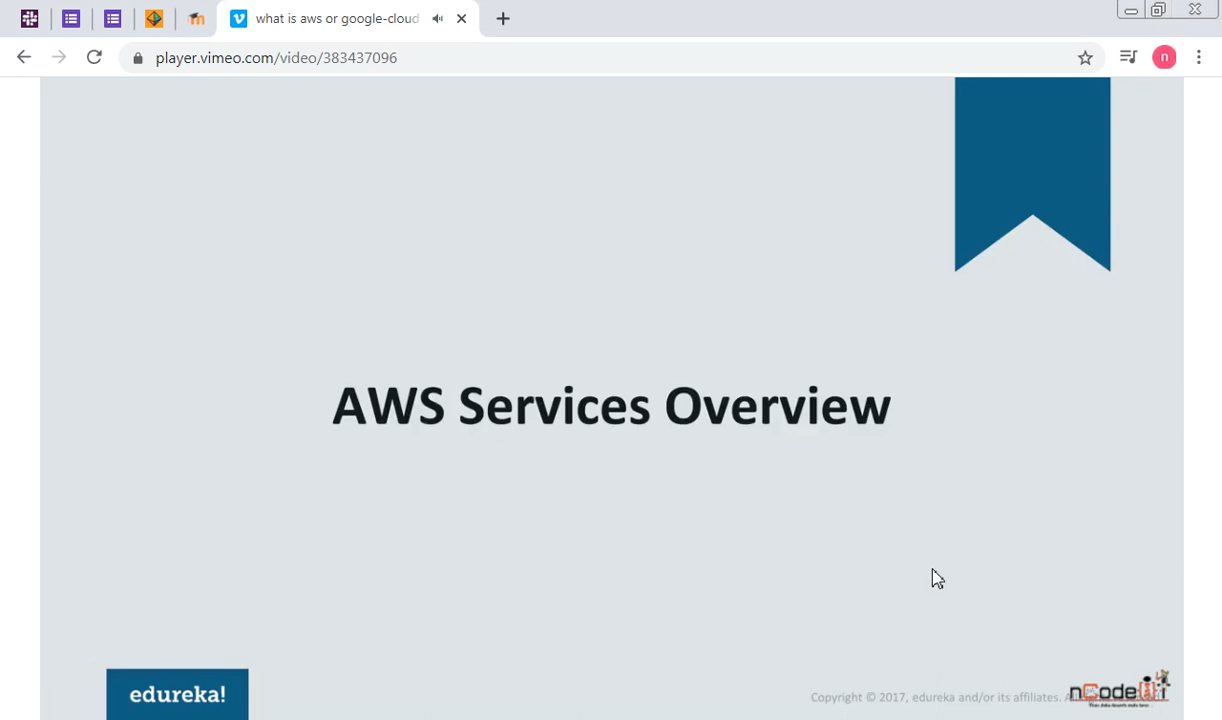 what is aws or google-cloud
player.vimeo.com/video/383437096
n
AWS Services Overview
edureka!
Copyright © 2017, edureka and/or its affiliates.
nCode